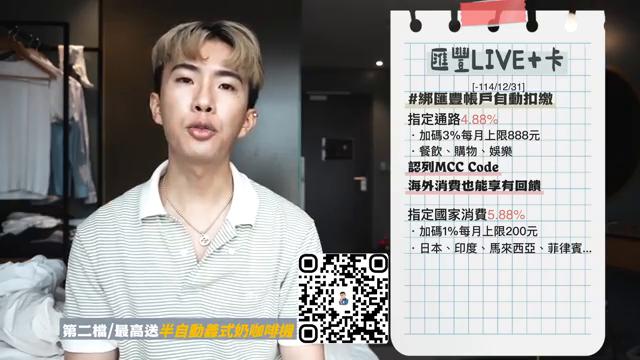 匯豐LIVE+卡
[-114/12/31]
#綁匯豐帳戶自動扣繳
指定通路4.88%
·加碼3%每月上限888元
·餐飲、購物、娛樂
認列MCC Code
海外消費也能享有回饋
指定國家消費5.88%
·加碼1%每月上限200元
·日本、印度、馬來西亞、菲律賓...
第二檔/最高送半自動義式奶咖啡機